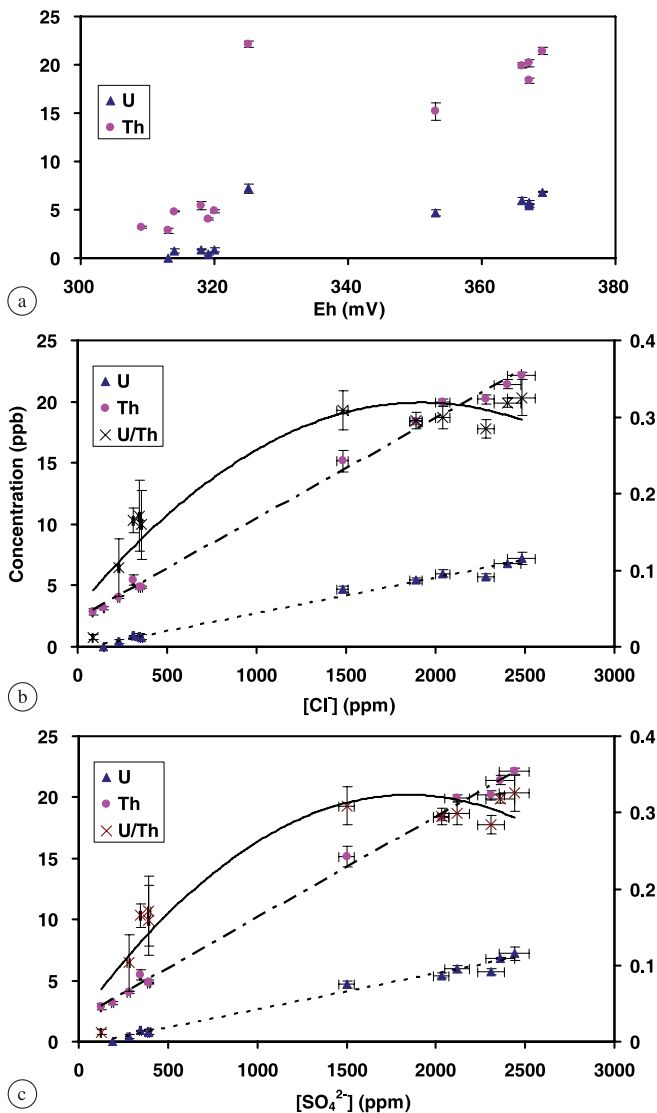 25
20
15
10
5
0
U
Th
300 320 340 360 380
Eh (mV)
a
25
20
15
10
5
0
Concentration (ppb)
U
Th
U/Th
0.4
0.3
0.2
0.1
0
0 500 1000 1500 2000 2500 3000
[Cl⁻] (ppm)
b
25
20
15
10
5
0
U
Th
U/Th
0.4
0.3
0.2
0.1
0
0 500 1000 1500 2000 2500 3000
[SO₄²⁻] (ppm)
c